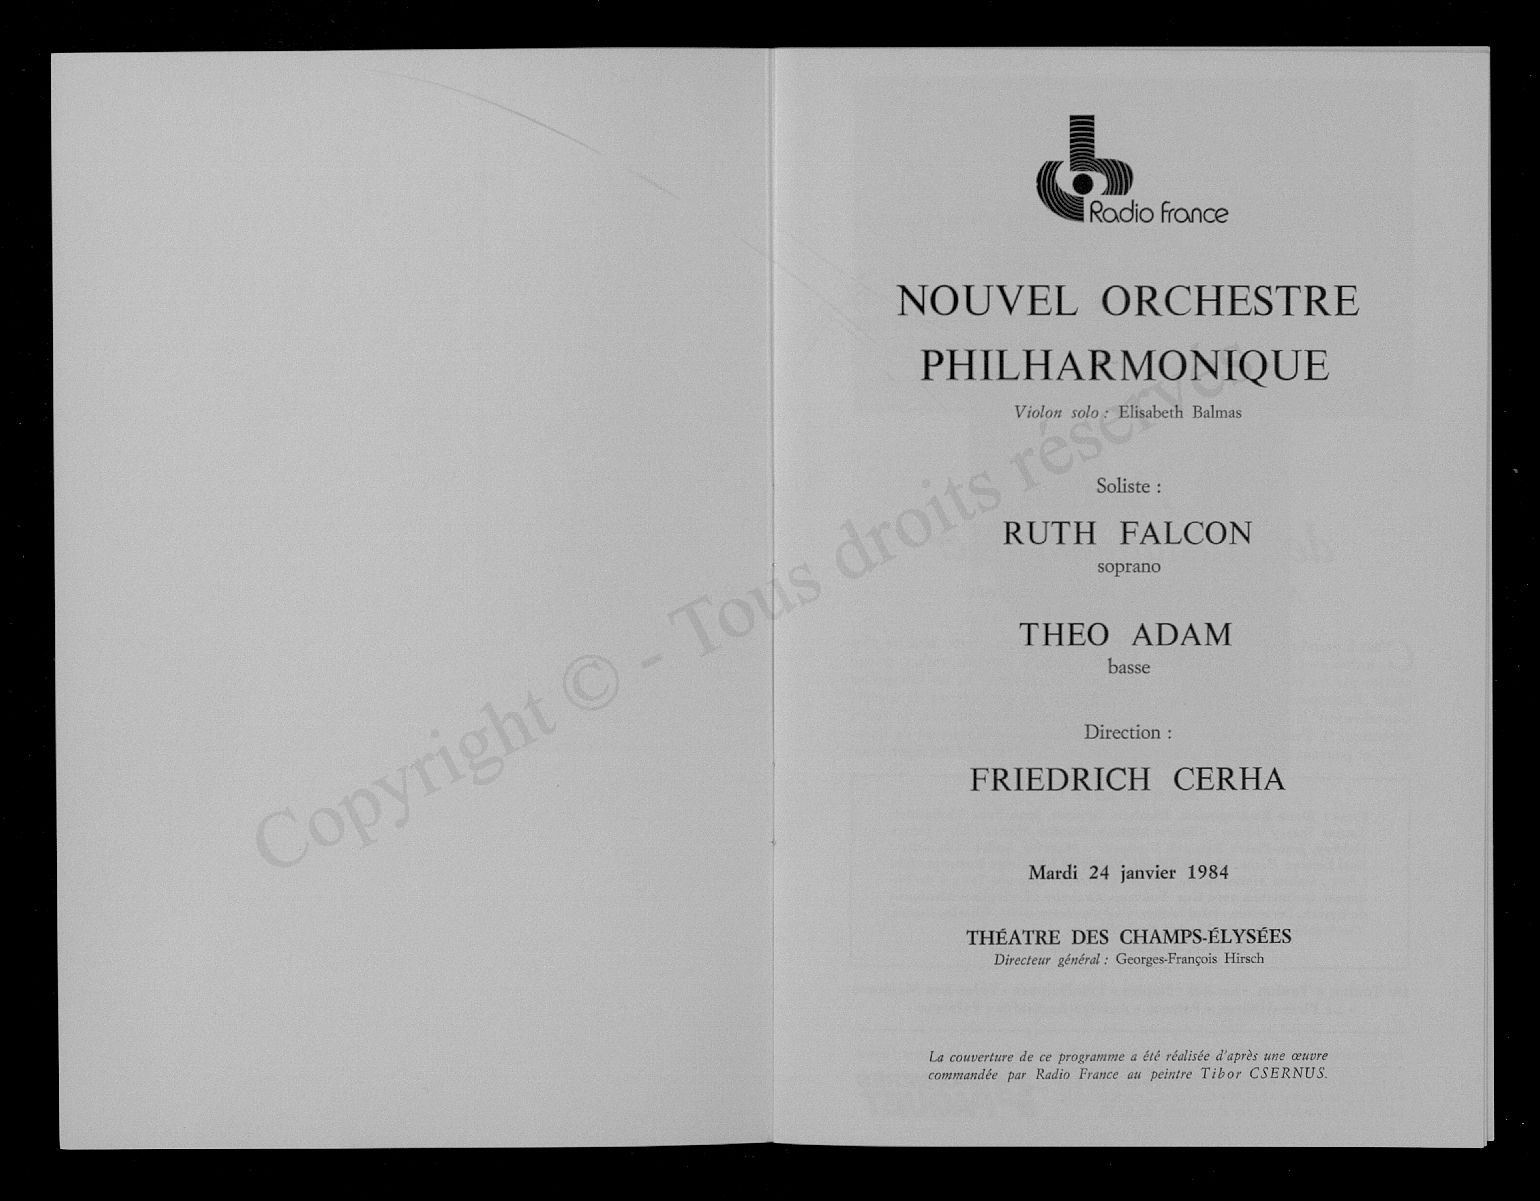 Radio France
NOUVEL ORCHESTRE
PHILHARMONIQUE
Violon solo : Elisabeth Balmas
Soliste :
RUTH FALCON
soprano
THEO ADAM
basse
Direction :
FRIEDRICH CERHA
Mardi 24 janvier 1984
THÉATRE DES CHAMPS-ÉLYSÉES
Directeur général : Georges-François Hirsch
La couverture de ce programme a été réalisée d'après une œuvre
commandée par Radio France au peintre Tibor CSERNUS.
Copyright © - Tous droits réservés